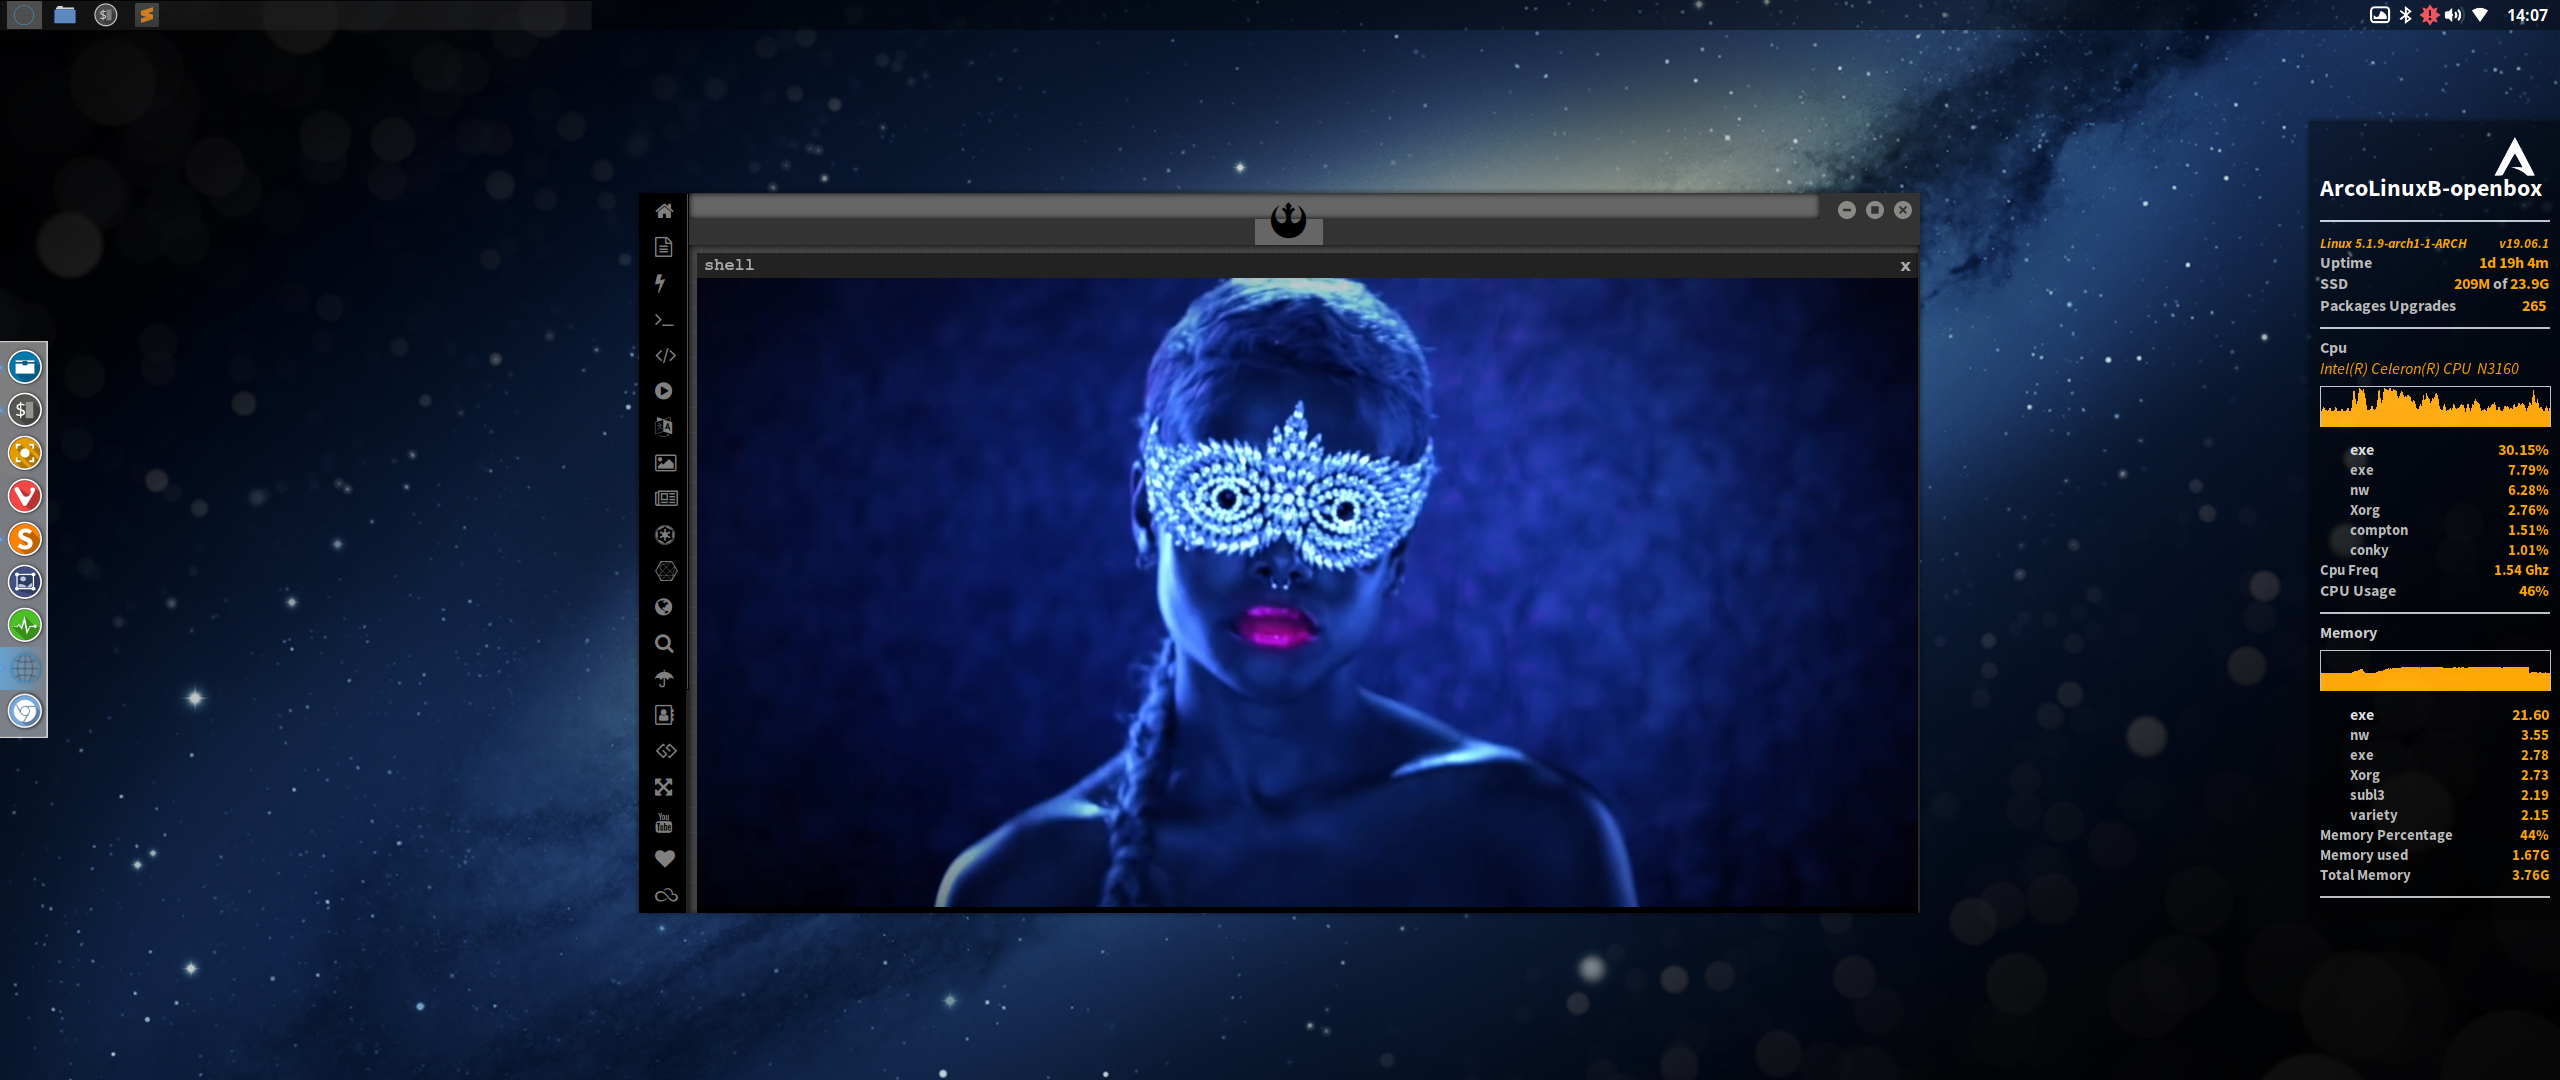 14:07
ArcoLinuxB-openbox
Linux 5.1.9-arch1-1-ARCH v19.06.1
Uptime 1d 19h 4m
SSD 209M of 23.9G
Packages Upgrades 265
Cpu
Intel(R) Celeron(R) CPU N3160
exe 30.15%
exe 7.79%
nw 6.28%
Xorg 2.76%
compton 1.51%
conky 1.01%
Cpu Freq 1.54 Ghz
CPU Usage 46%
Memory
exe 21.60
nw 3.55
exe 2.78
Xorg 2.73
subl3 2.19
variety 2.15
Memory Percentage 44%
Memory used 1.67G
Total Memory 3.76G
shell x
You
Tube